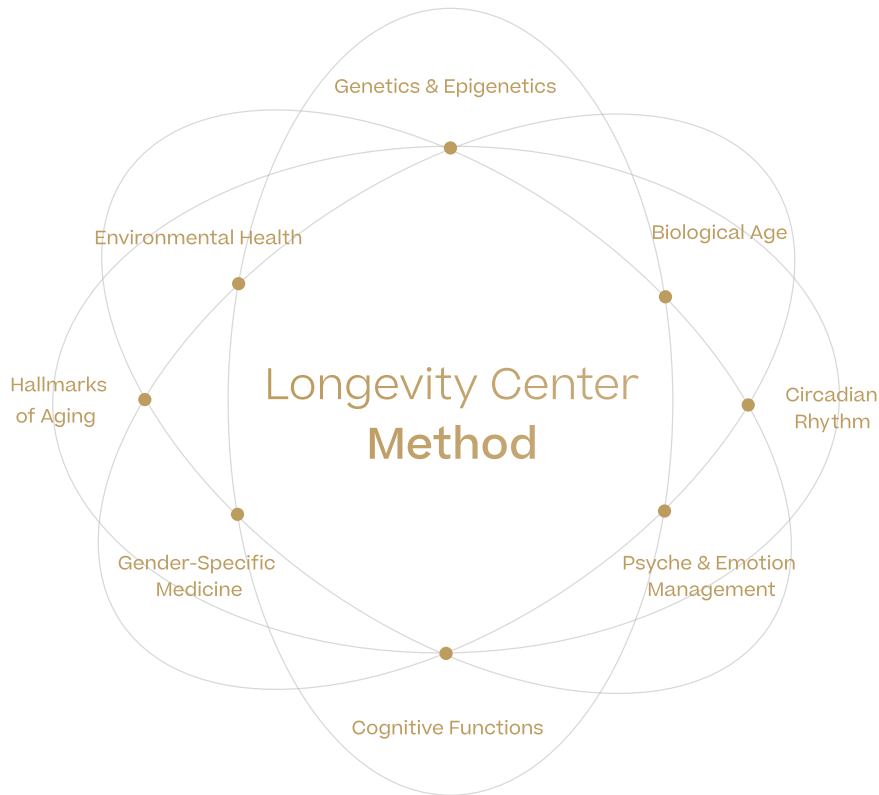 Genetics & Epigenetics
Environmental Health
Biological Age
Hallmarks
of Aging
Longevity Center
Method
Circadian
Rhythm
Gender-Specific
Medicine
Psyche & Emotion
Management
Cognitive Functions